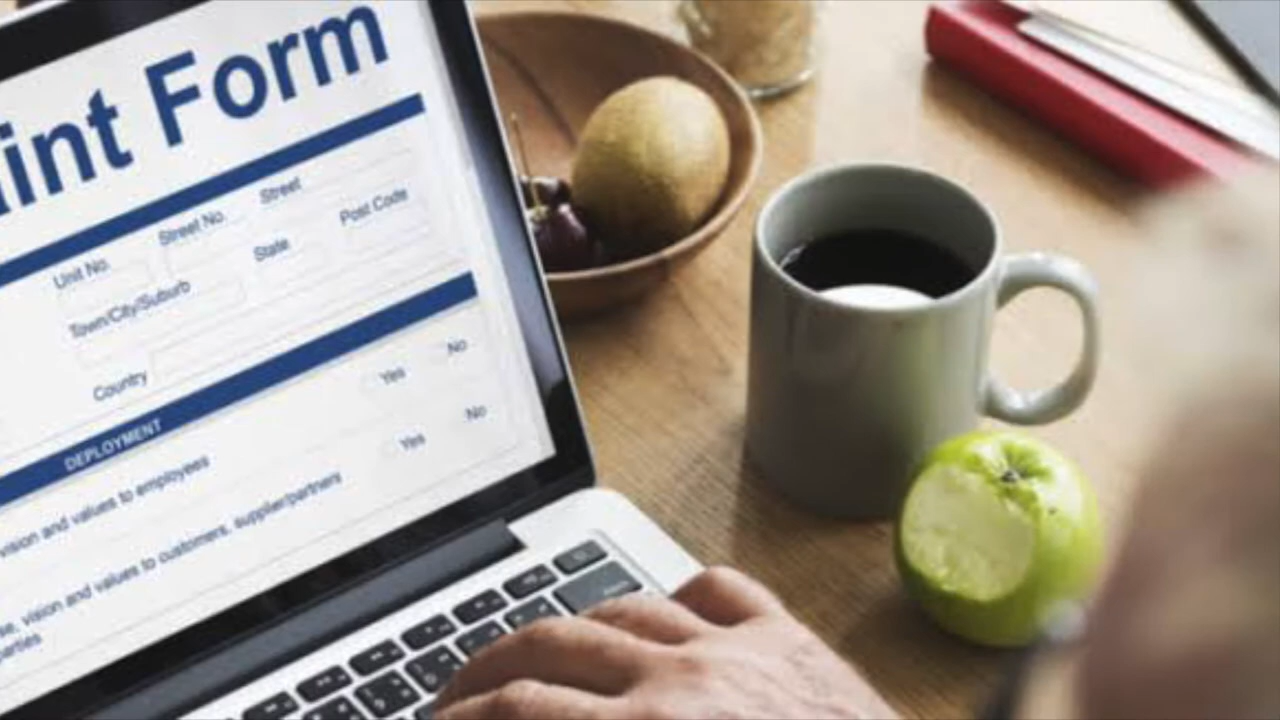 int Form
Street No.
Street
Unit No.
State
Post Code
Town/City/Suburb
Country
DEPLOYMENT
Yes
No
vision and values to employees
Yes
No
se, vision and values to customers, supplier/partners
parties